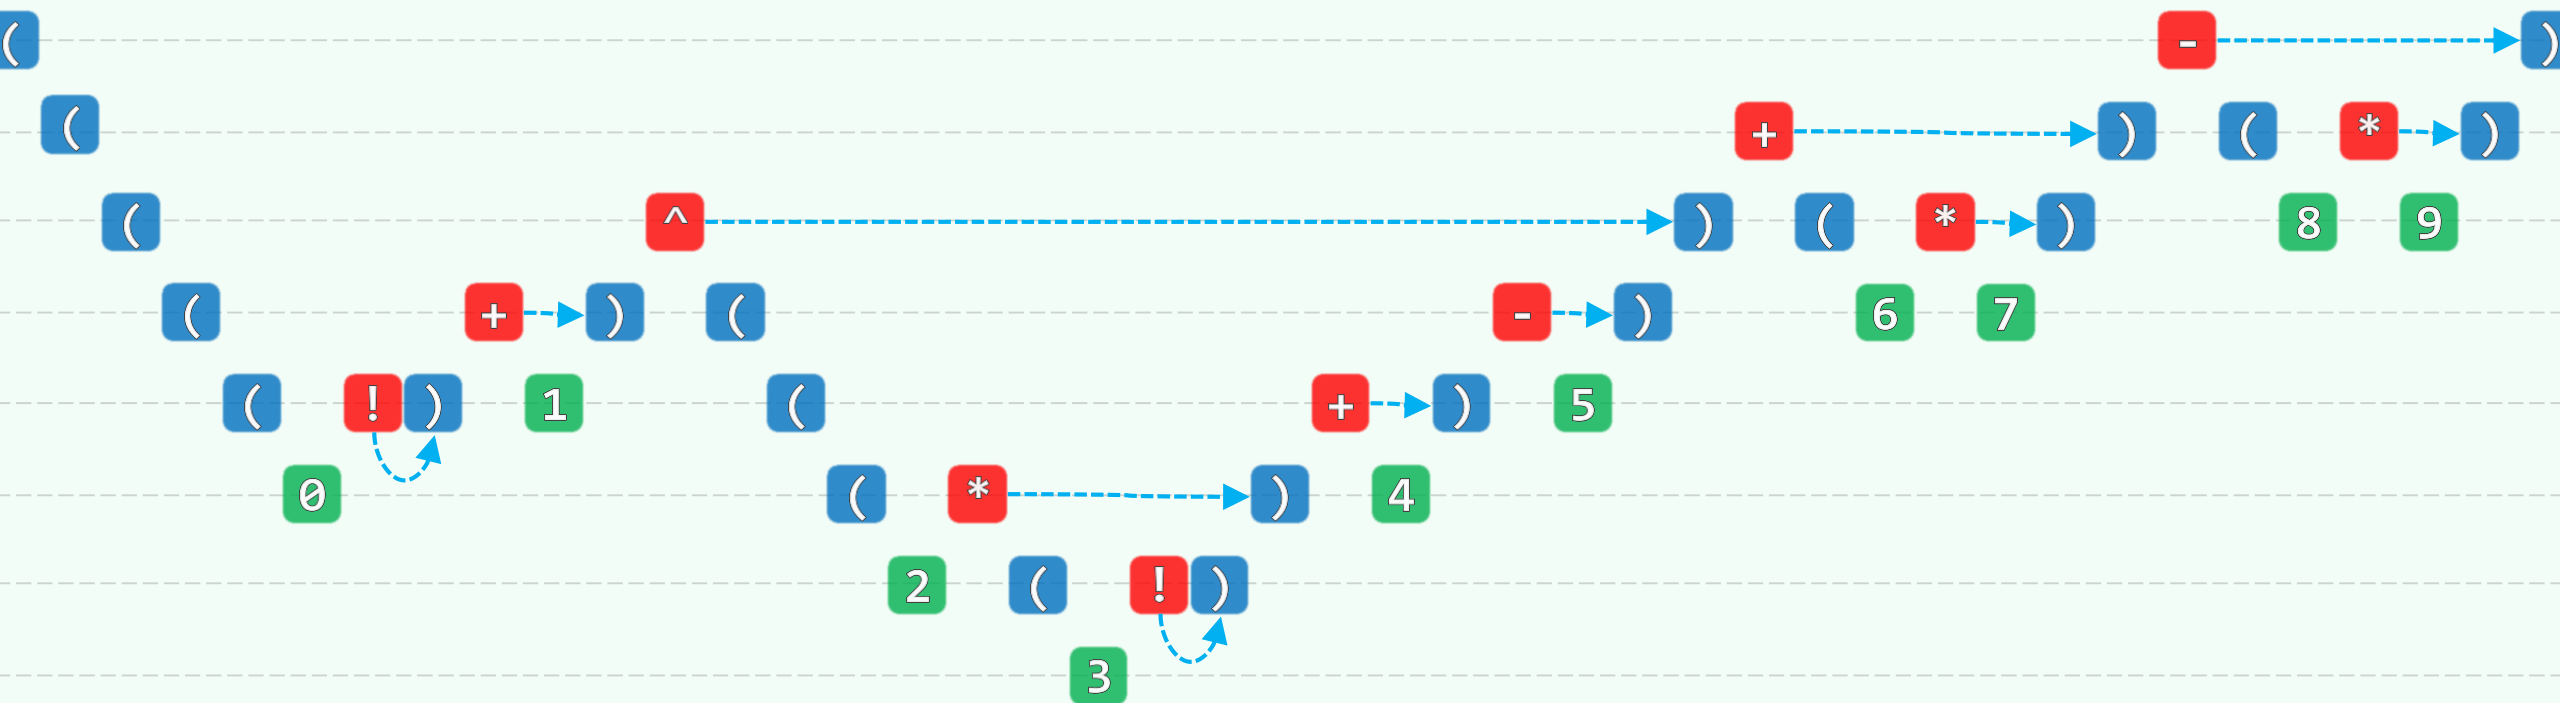 ( - )
( + ) ( * )
( ^ ) ( * ) 8 9
( + ) ( - ) 6 7
( ! ) 1 ( + ) 5
0 ( * ) 4
2 ( ! )
3